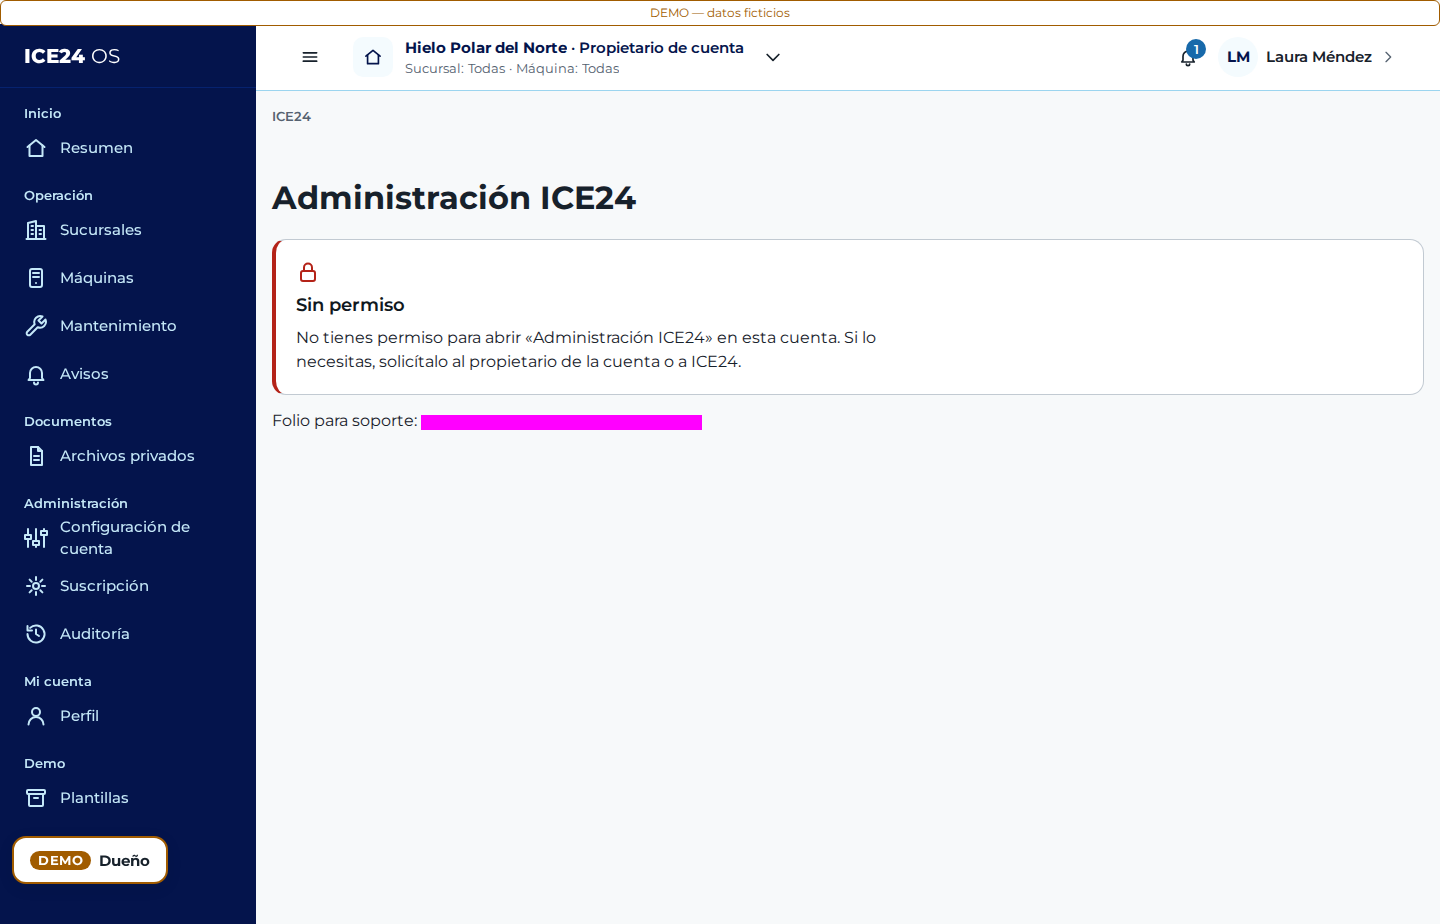 DEMO — datos ficticios
ICE24 OS
Inicio
Resumen
Operación
Sucursales
Máquinas
Mantenimiento
Avisos
Documentos
Archivos privados
Administración
Configuración de
cuenta
Suscripción
Auditoría
Mi cuenta
Perfil
Demo
Plantillas
DEMO Dueño
Hielo Polar del Norte · Propietario de cuenta
Sucursal: Todas · Máquina: Todas
1
LM Laura Méndez
ICE24
Administración ICE24
Sin permiso
No tienes permiso para abrir «Administración ICE24» en esta cuenta. Si lo
necesitas, solicítalo al propietario de la cuenta o a ICE24.
Folio para soporte: